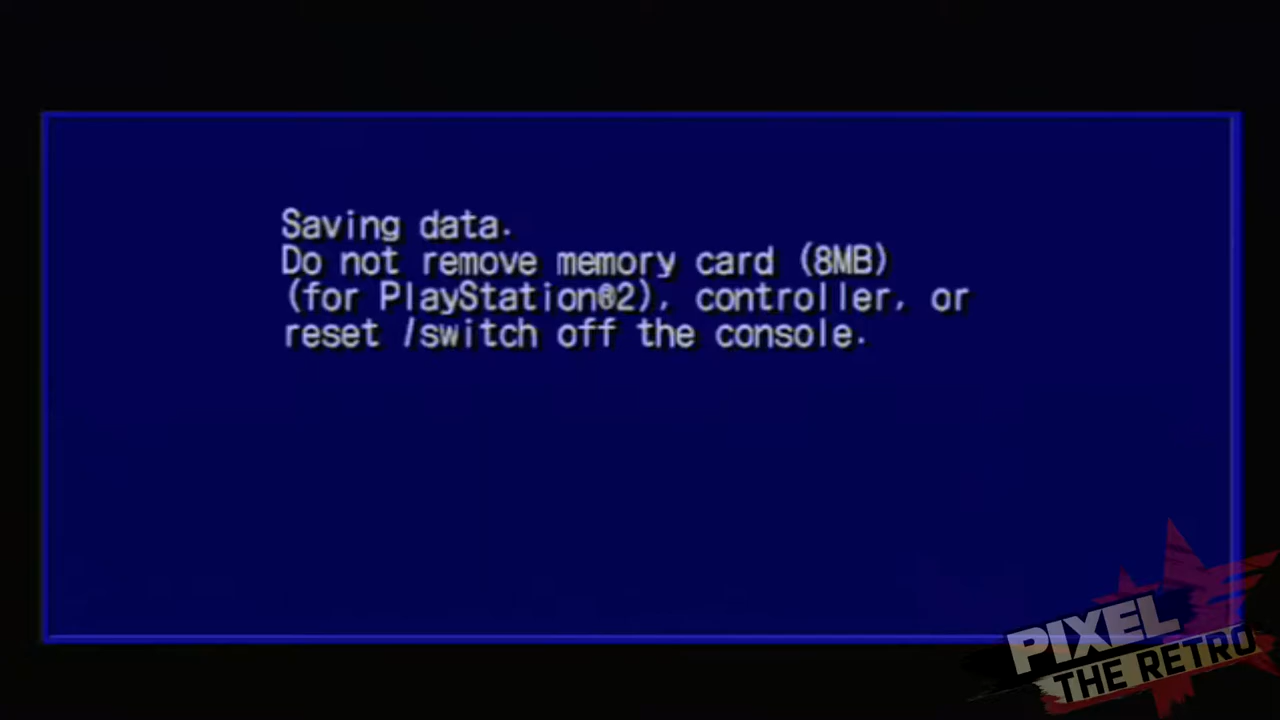 Saving data.
Do not remove memory card (8MB)
(for PlayStation®2), controller, or
reset /switch off the console.
PIXEL
THE RETRO